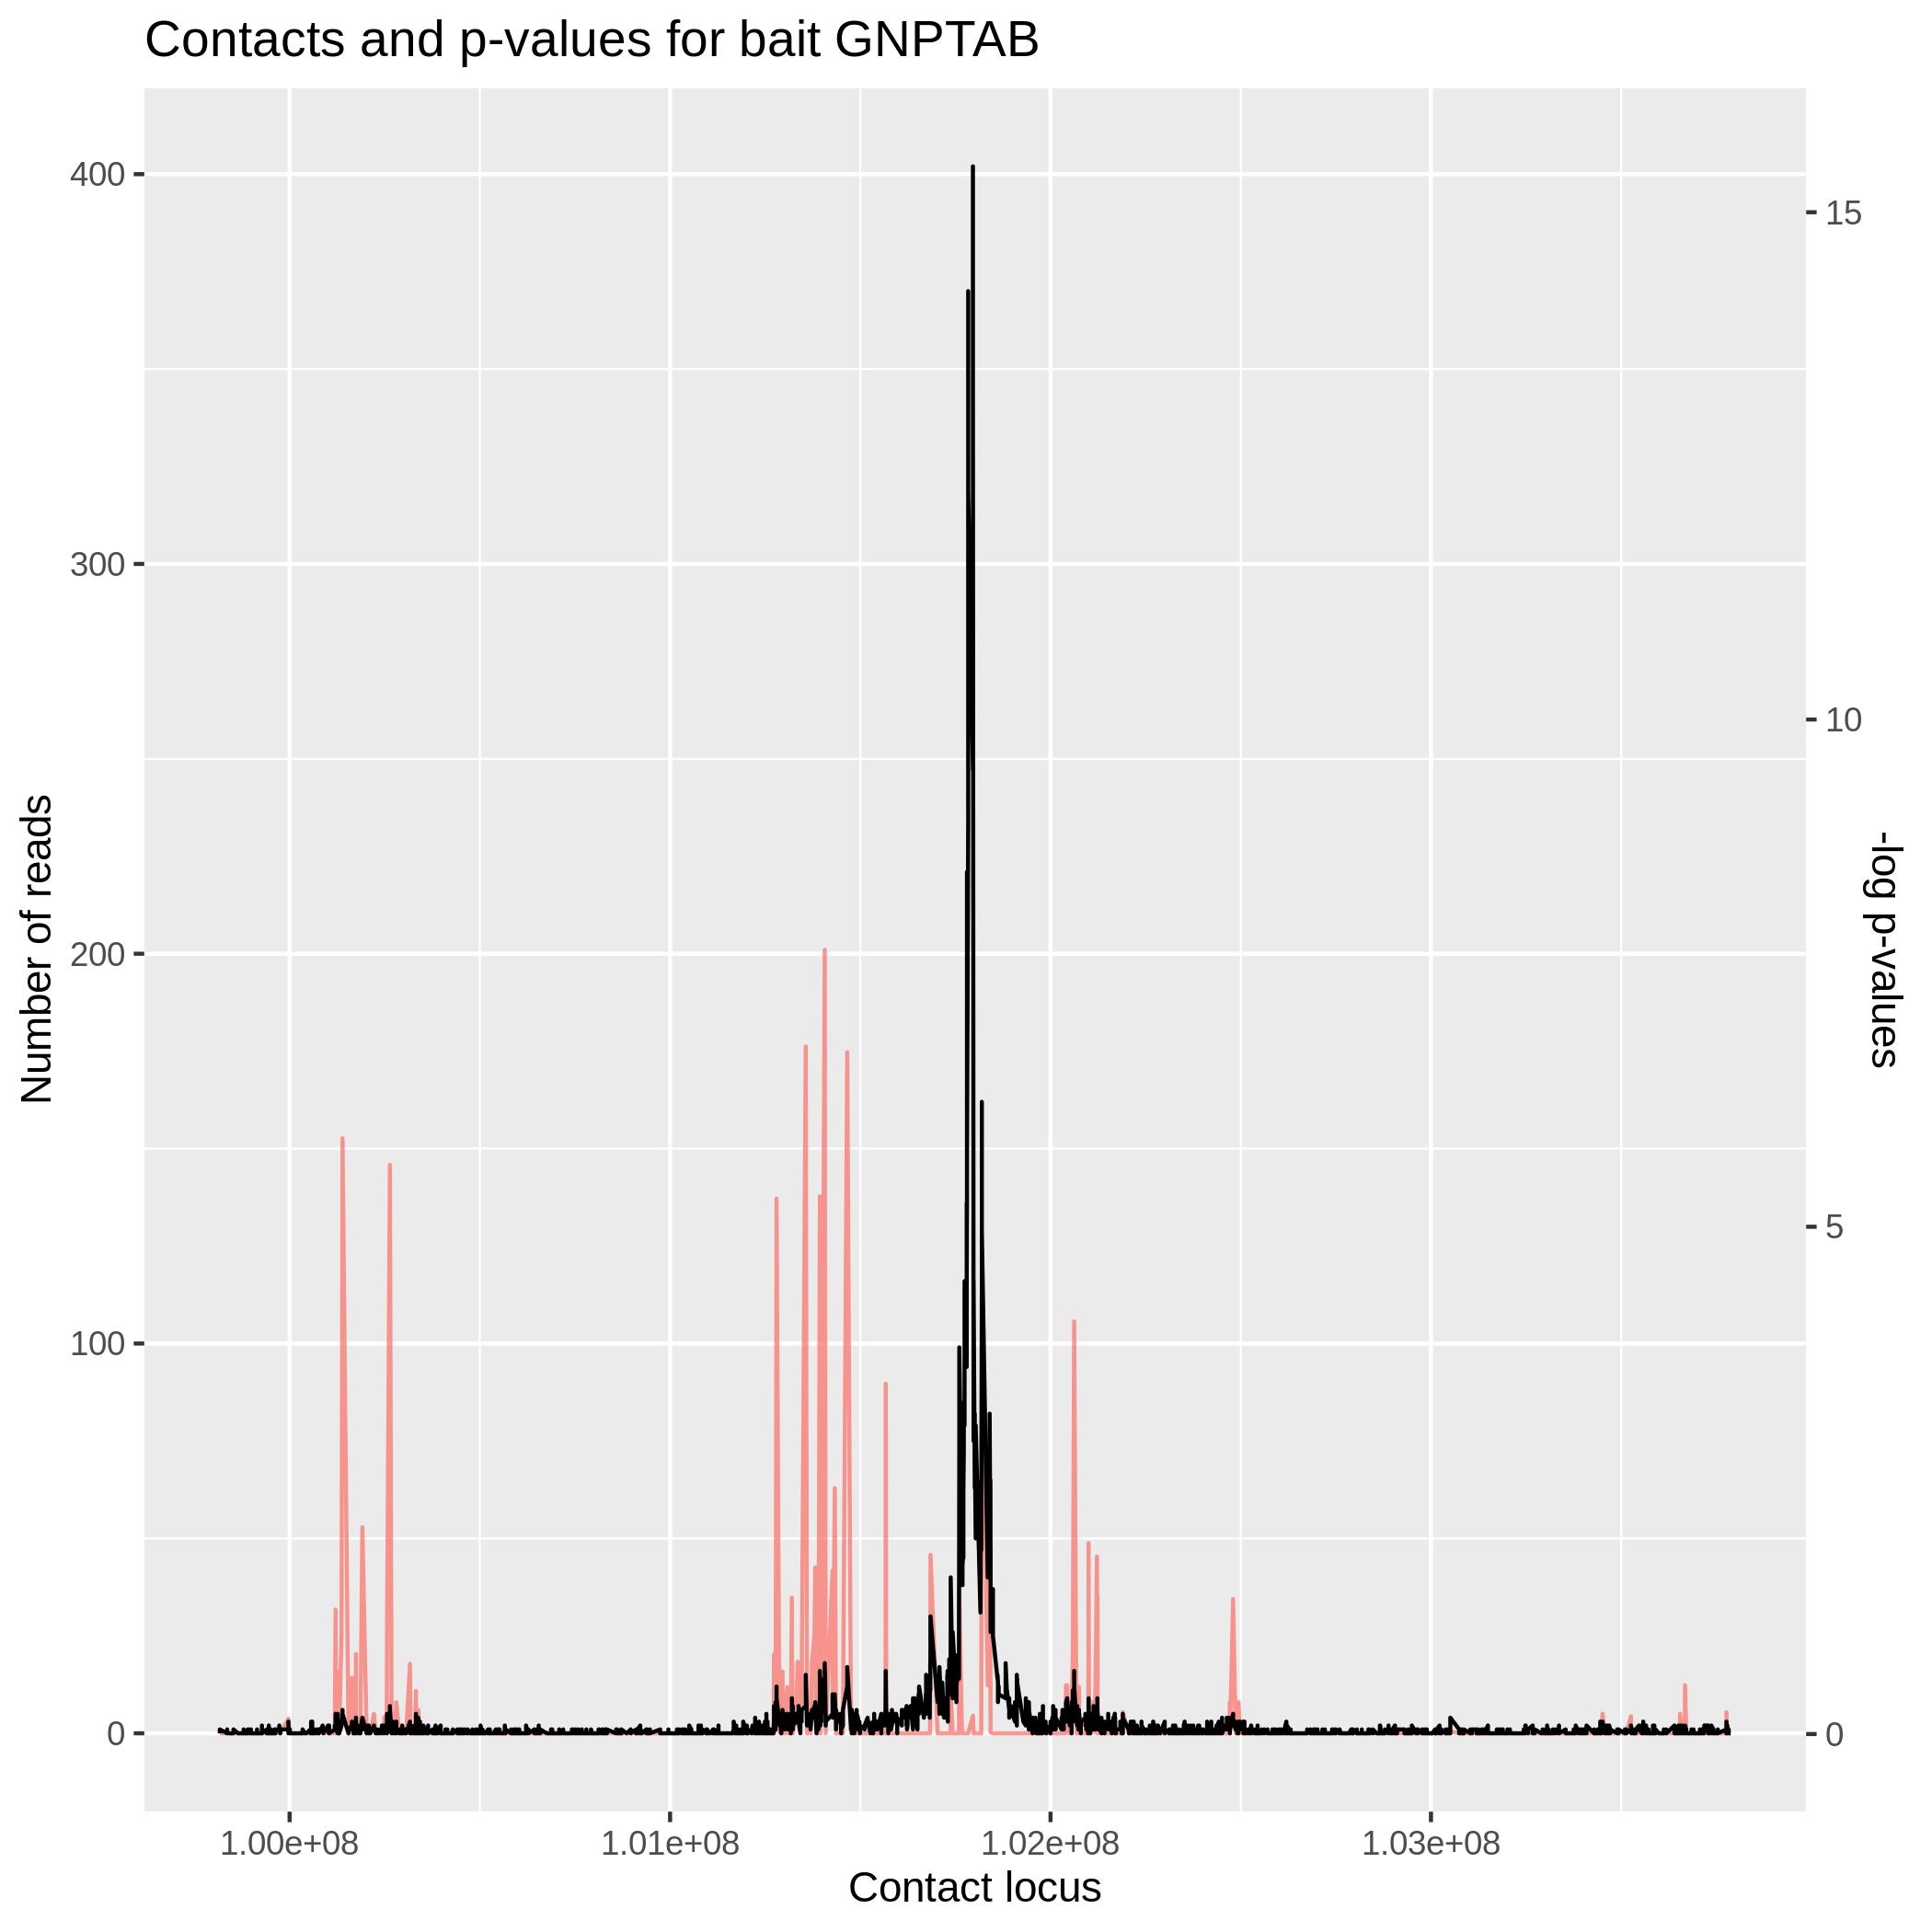 Contacts and p-values for bait GNPTAB
400
300
200
100
0
Number of reads
15
10
5
0
-log p-values
1.00e+08
1.01e+08
1.02e+08
1.03e+08
Contact locus